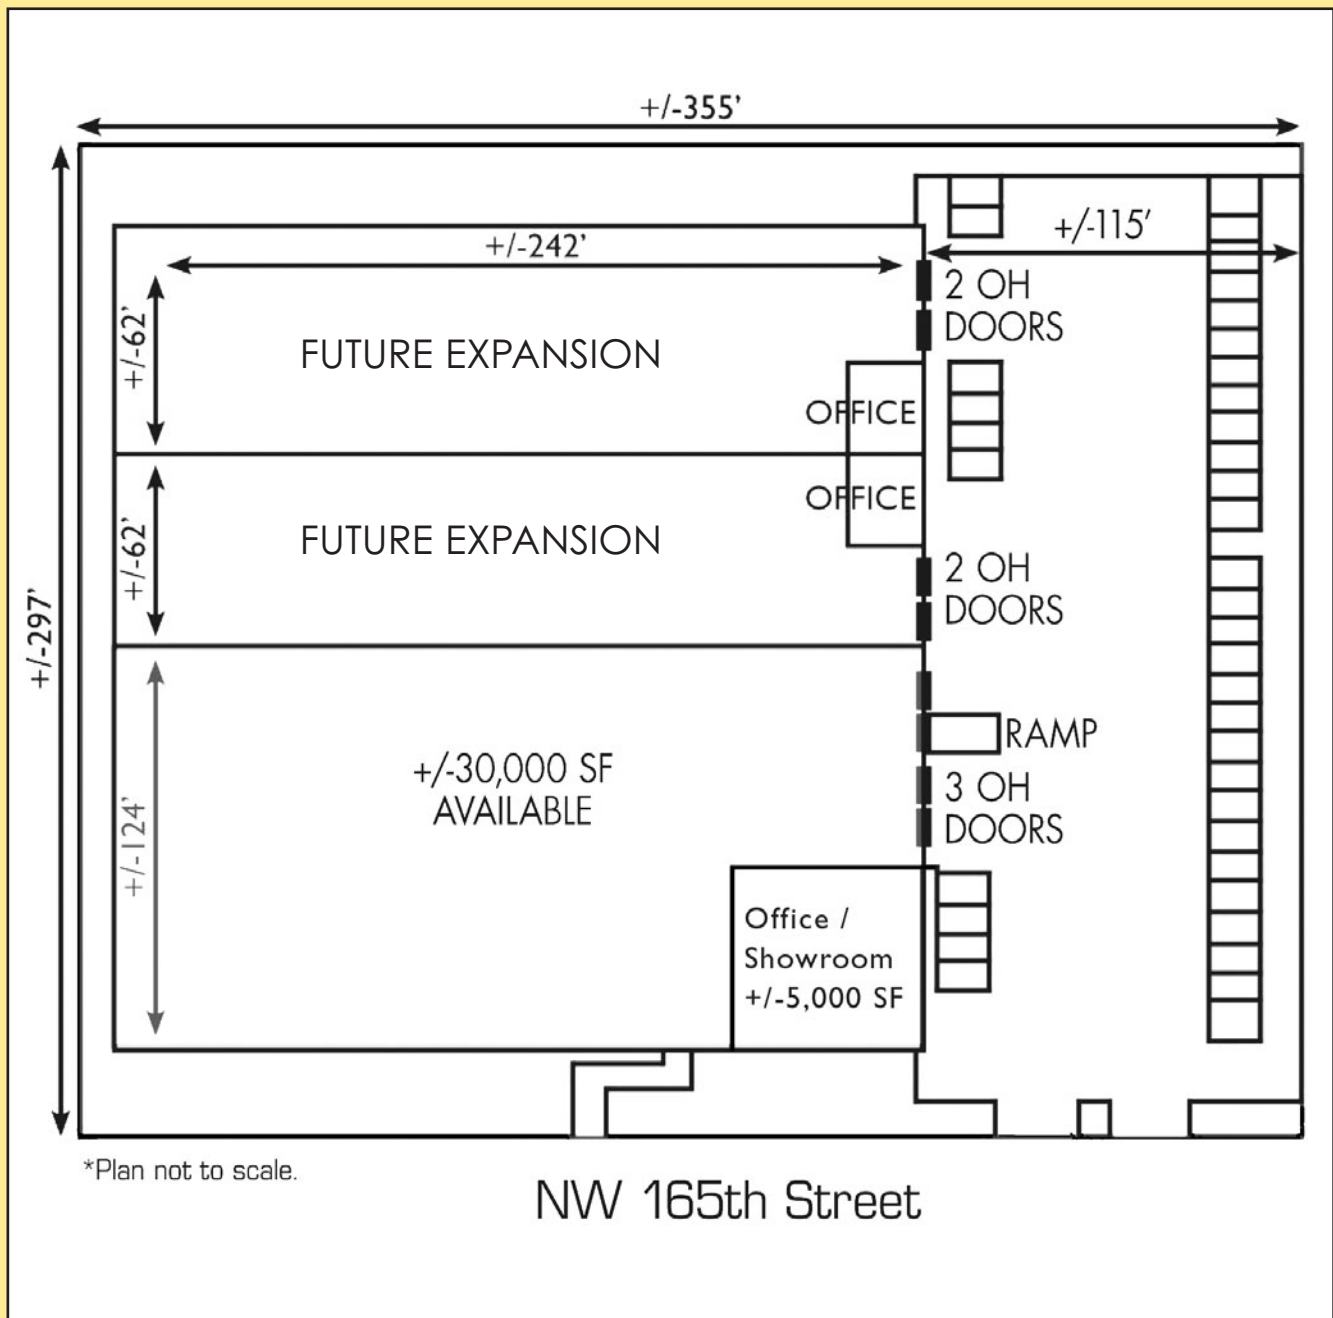 +/-355’
+/-115’
+/-242’
2 OH
DOORS
+/-62’
FUTURE EXPANSION
OFFICE
OFFICE
+/-62’
FUTURE EXPANSION
2 OH
DOORS
+/-297’
RAMP
+/-30,000 SF
AVAILABLE
3 OH
DOORS
+/-124’
Office /
Showroom
+/-5,000 SF
*Plan not to scale.
NW 165th Street